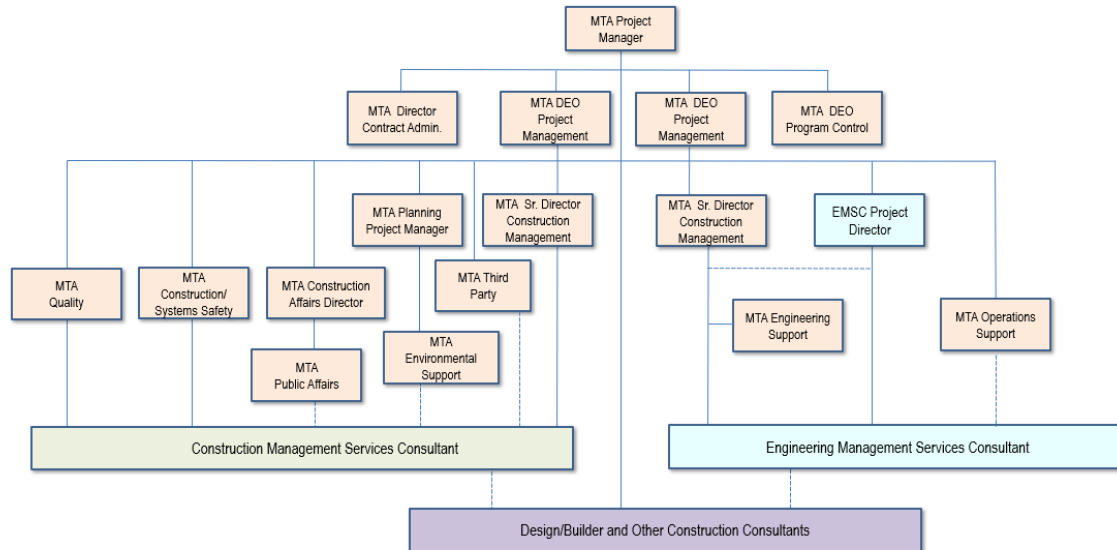 MTA Project
Manager
MTA Director
Contract Admin.
MTA DEO
Project
Management
MTA DEO
Project
Management
MTA DEO
Program Control
MTA Planning
Project Manager
MTA Sr. Director
Construction
Management
MTA Sr. Director
Construction
Management
EMSC Project
Director
MTA
Quality
MTA
Construction/
Systems Safety
MTA Construction
Affairs Director
MTA Third
Party
MTA Engineering
Support
MTA Operations
Support
MTA
Public Affairs
MTA
Environmental
Support
Construction Management Services Consultant
Engineering Management Services Consultant
Design/Builder and Other Construction Consultants